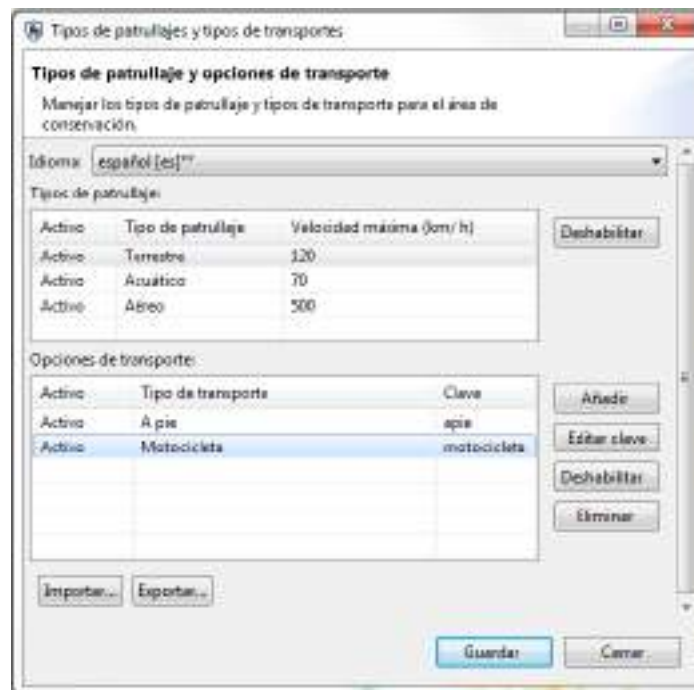 Tipos de patrullajes y tipos de transportes
Tipos de patrullaje y opciones de transporte
Manejar los tipos de patrullaje y tipos de transporte para el área de
conservación.
Idioma: español [es]**
Tipos de patrullaje:
Activo Tipo de patrullaje Velocidad máxima (km/h)
Activo Terrestre 120
Activo Acuático 70
Activo Aéreo 500
Deshabilitar
Opciones de transporte:
Activo Tipo de transporte Clave
Activo A pie apie
Activo Motocicleta motocicleta
Añadir
Editar clave
Deshabilitar
Eliminar
Importar... Exportar...
Guardar Cerrar